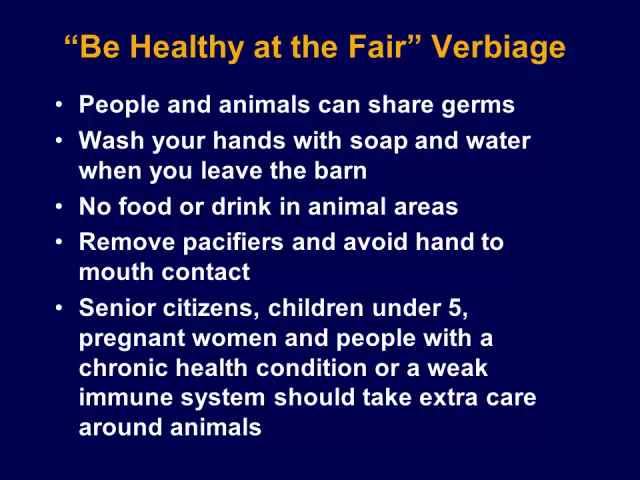 “Be Healthy at the Fair” Verbiage
• People and animals can share germs
• Wash your hands with soap and water
when you leave the barn
• No food or drink in animal areas
• Remove pacifiers and avoid hand to
mouth contact
• Senior citizens, children under 5,
pregnant women and people with a
chronic health condition or a weak
immune system should take extra care
around animals